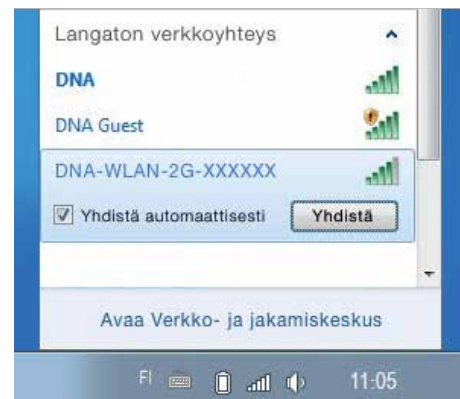 Langaton verkkoyhteys
DNA
DNA Guest
DNA-WLAN-2G-XXXXXX
Yhdistä automaattisesti Yhdistä
Avaa Verkko- ja jakamiskeskus
FI 11:05